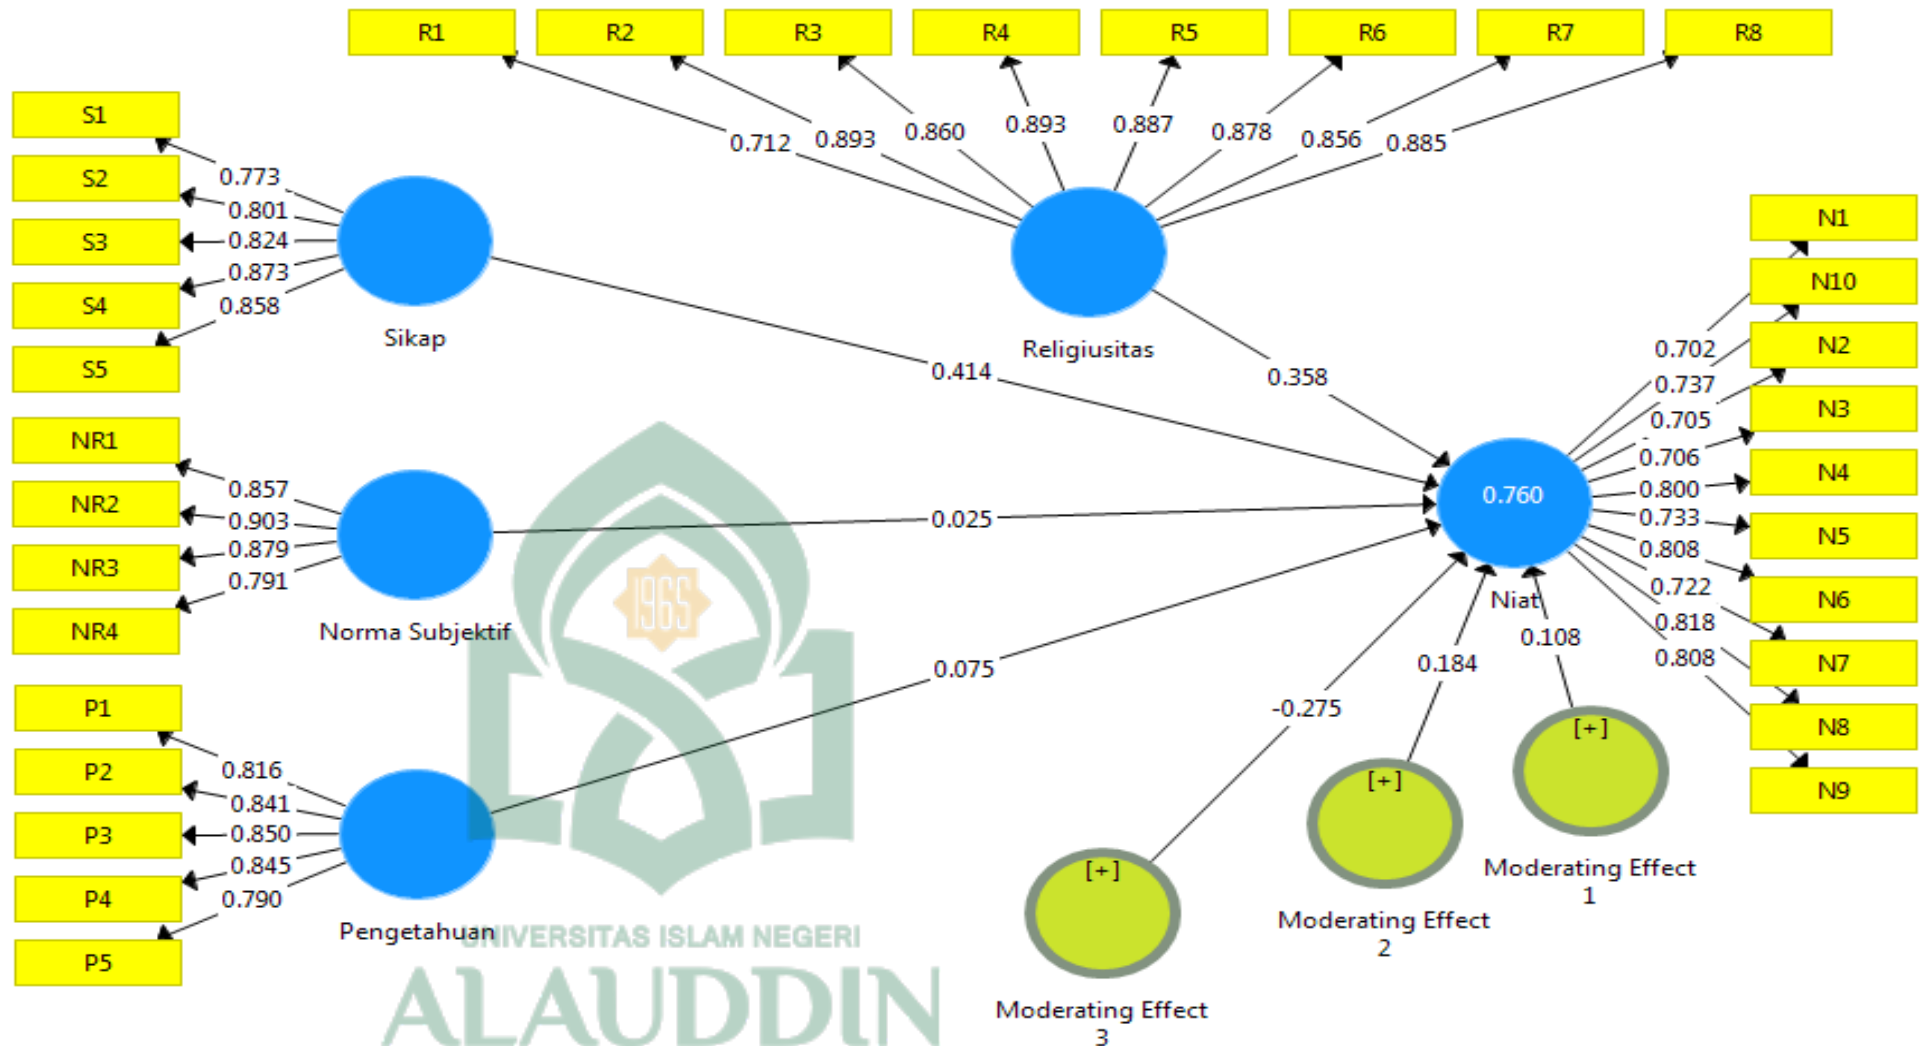 R1
R2
R3
R4
R5
R6
R7
R8
0.712
0.893
0.860
0.893
0.887
0.878
0.856
0.885
Religiusitas
S1
S2
S3
S4
S5
0.773
0.801
0.824
0.873
0.858
Sikap
0.414
0.358
NR1
NR2
NR3
NR4
0.857
0.903
0.879
0.791
Norma Subjektif
0.025
P1
P2
P3
P4
P5
0.816
0.841
0.850
0.845
0.790
Pengetahuan
0.075
0.760
Niat
N1
N10
N2
N3
N4
N5
N6
N7
N8
N9
0.702
0.737
0.705
0.706
0.800
0.733
0.808
0.722
0.818
0.808
-0.275
0.184
0.108
[+]
Moderating Effect
1
[+]
Moderating Effect
2
[+]
Moderating Effect
3
1965
UNIVERSITAS ISLAM NEGERI
ALAUDDIN